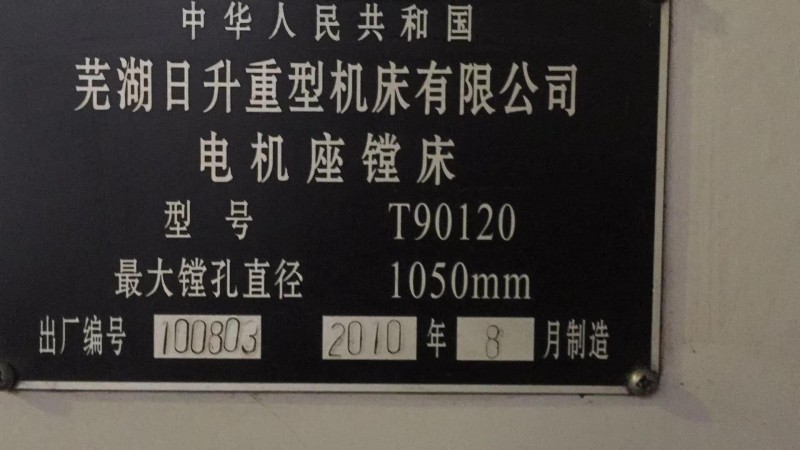 中华人民共和国
芜湖日升重型机床有限公司
电机座镗床
型号 T90120
最大镗孔直径 1050mm
出厂编号 100803 2010 年 8 月制造